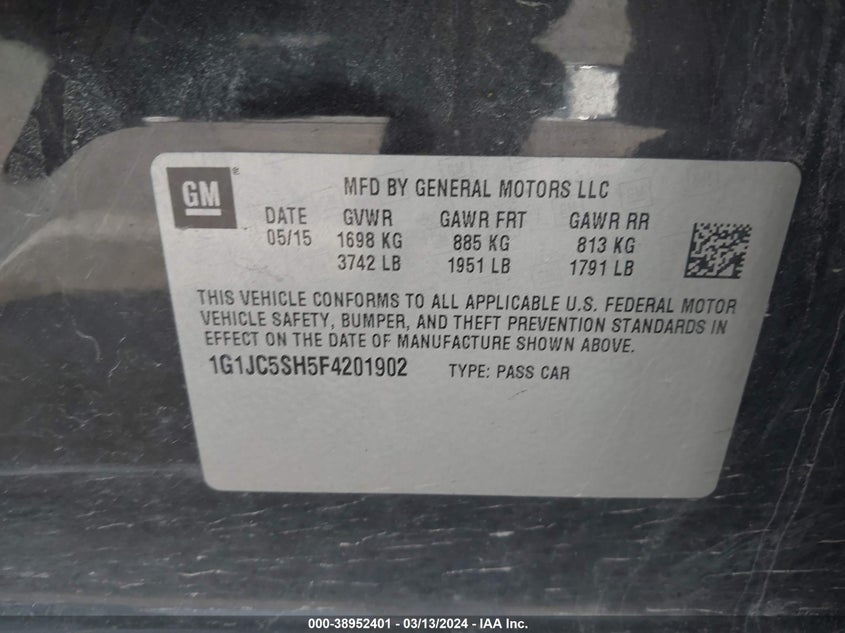 GM®
MFD BY GENERAL MOTORS LLC
DATE GVWR GAWR FRT GAWR RR
05/15 1698 KG 885 KG 813 KG
3742 LB 1951 LB 1791 LB
THIS VEHICLE CONFORMS TO ALL APPLICABLE U.S. FEDERAL MOTOR
VEHICLE SAFETY, BUMPER, AND THEFT PREVENTION STANDARDS IN
EFFECT ON THE DATE OF MANUFACTURE SHOWN ABOVE.
1G1JC5SH5F4201902 TYPE: PASS CAR
000-38952401 - 03/13/2024 - IAA Inc.